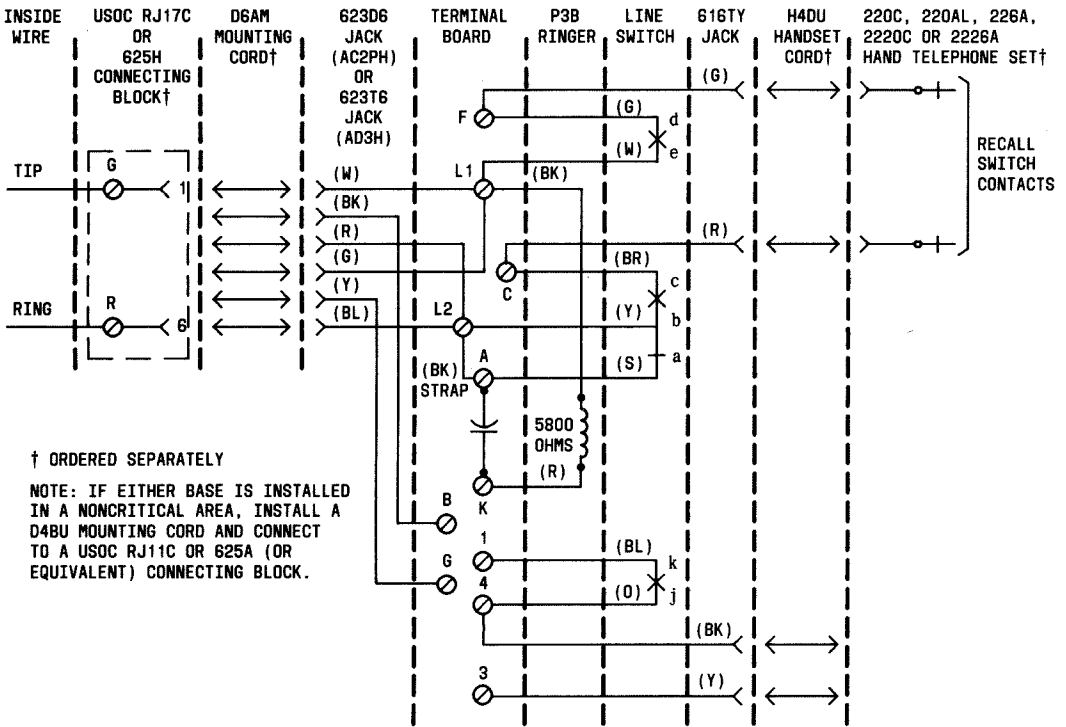 INSIDE
WIRE
USOC RJ17C
OR
625H
CONNECTING
BLOCK†
D6AM
MOUNTING
CORD†
623D6
JACK
(AC2PH)
OR
623T6
JACK
(AD3H)
TERMINAL
BOARD
P3B
RINGER
LINE
SWITCH
616TY
JACK
H4DU
HANDSET
CORD†
220C, 220AL, 226A,
2220C OR 2226A
HAND TELEPHONE SET†
(G)
F
(G)
d
(W)
e
RECALL
SWITCH
CONTACTS
TIP
G
1
(W)
L1
(BK)
(BK)
(R)
(R)
(G)
C
(BR)
c
(Y)
RING
R
6
(BL)
L2
(Y)
b
A
(S)
a
(BK)
STRAP
5800
OHMS
(R)
K
† ORDERED SEPARATELY
NOTE: IF EITHER BASE IS INSTALLED
IN A NONCRITICAL AREA, INSTALL A
D4BU MOUNTING CORD AND CONNECT
TO A USOC RJ11C OR 625A (OR
EQUIVALENT) CONNECTING BLOCK.
B
1
(BL)
k
G
4
(O)
j
(BK)
3
(Y)